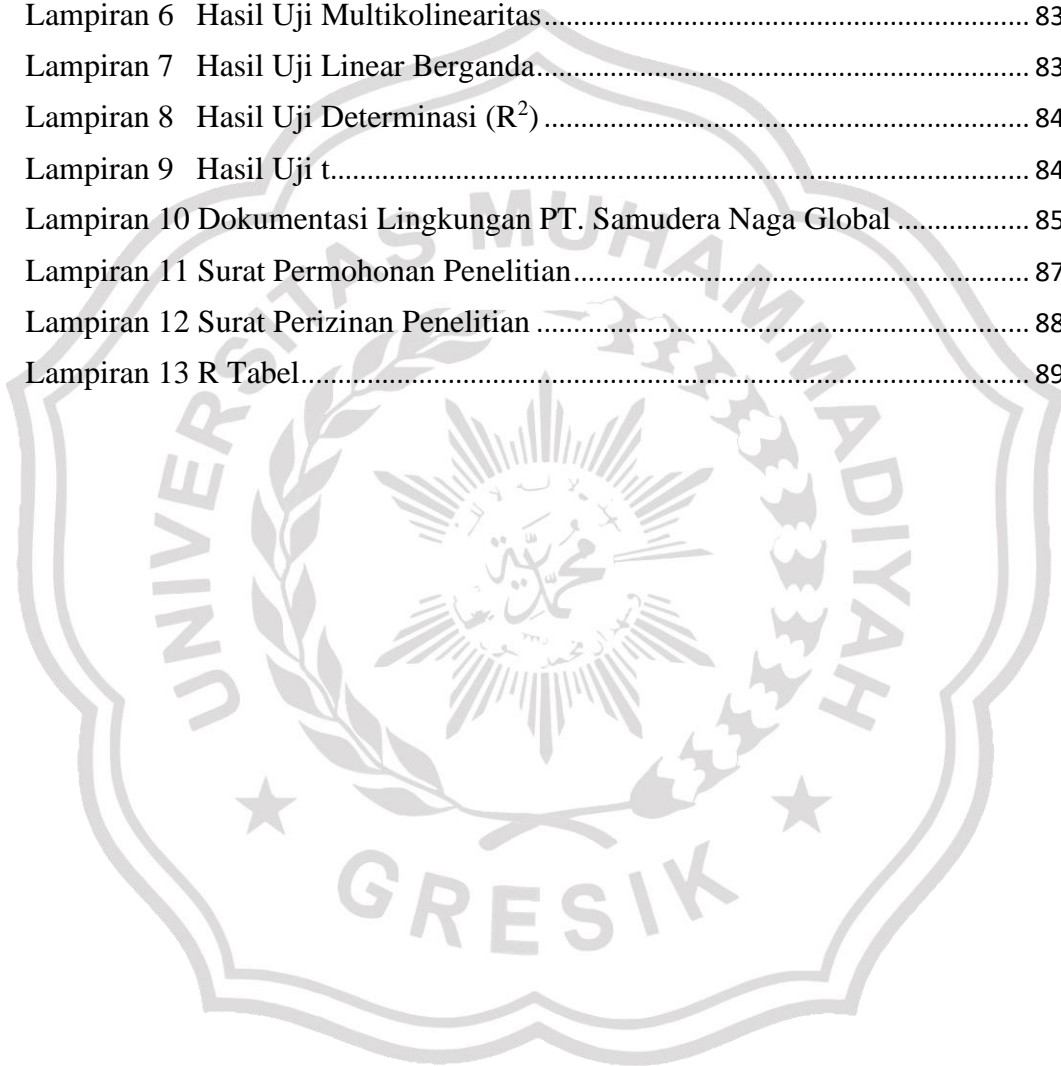 Lampiran 6 Hasil Uji Multikolinearitas........ 83
Lampiran 7 Hasil Uji Linear Berganda........ 83
Lampiran 8 Hasil Uji Determinasi (R²)........ 84
Lampiran 9 Hasil Uji t........ 84
Lampiran 10 Dokumentasi Lingkungan PT. Samudera Naga Global........ 85
Lampiran 11 Surat Permohonan Penelitian........ 87
Lampiran 12 Surat Perizinan Penelitian........ 88
Lampiran 13 R Tabel........ 89
UNIVERSITAS MUHAMMADIYAH
GRESIK